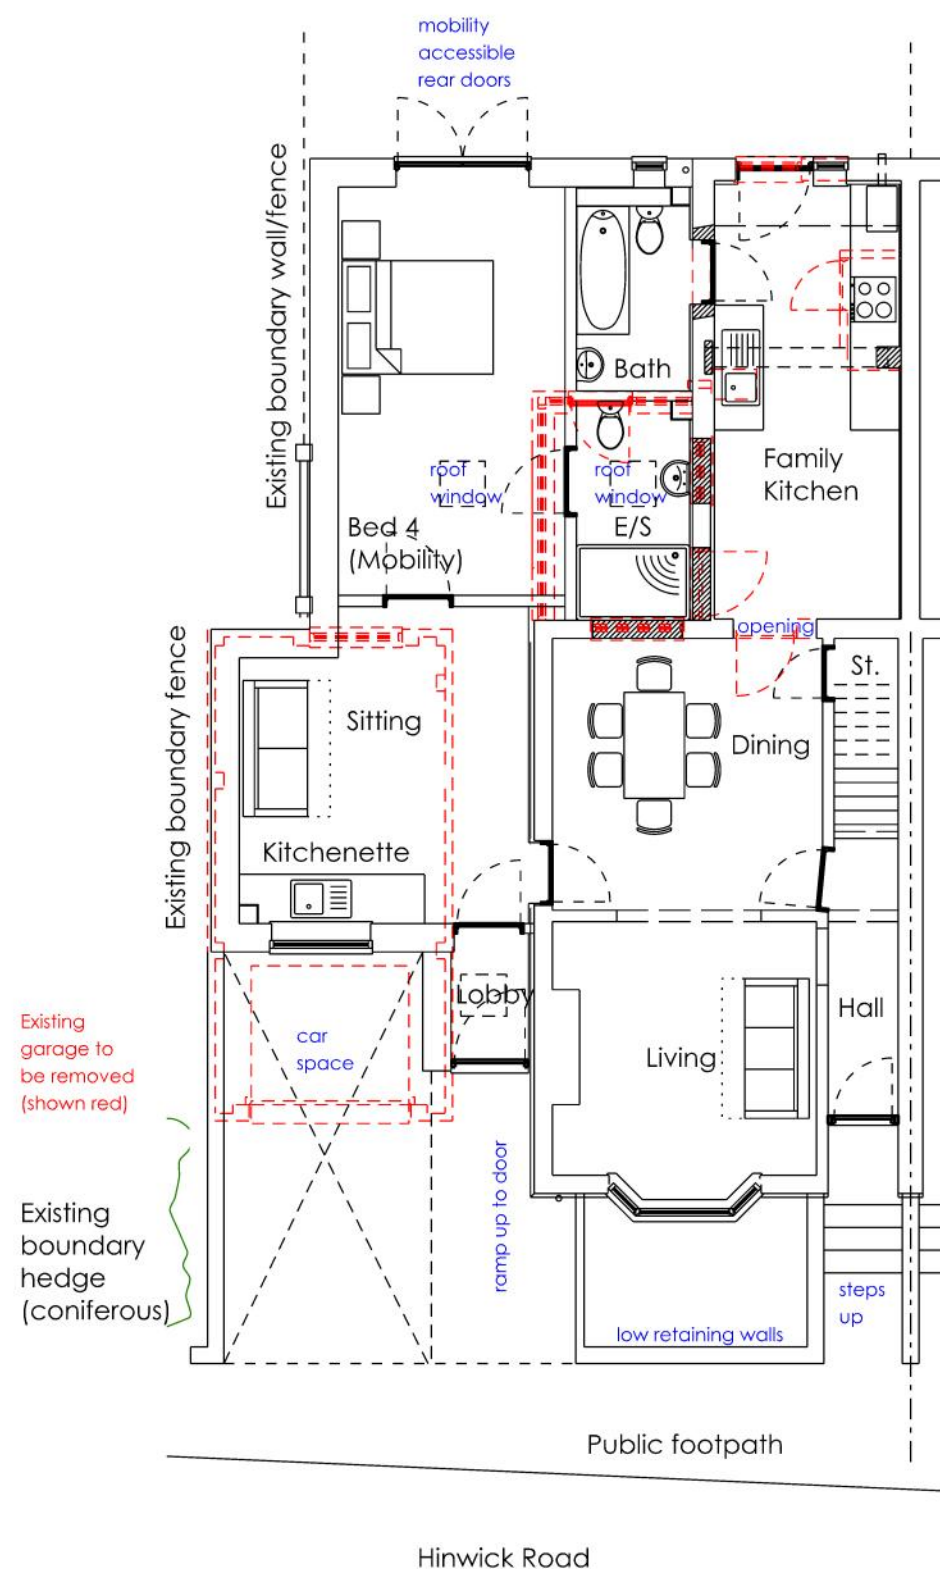 mobility
accessible
rear doors
Existing boundary wall/fence
Bath
Family
Kitchen
roof
window
roof
window
E/S
Bed 4
(Mobility)
opening
St.
Existing boundary fence
Sitting
Dining
Kitchenette
Lobby
Hall
Existing
garage to
be removed
(shown red)
car
space
Living
ramp up to door
Existing
boundary
hedge
(coniferous)
steps
up
low retaining walls
Public footpath
Hinwick Road